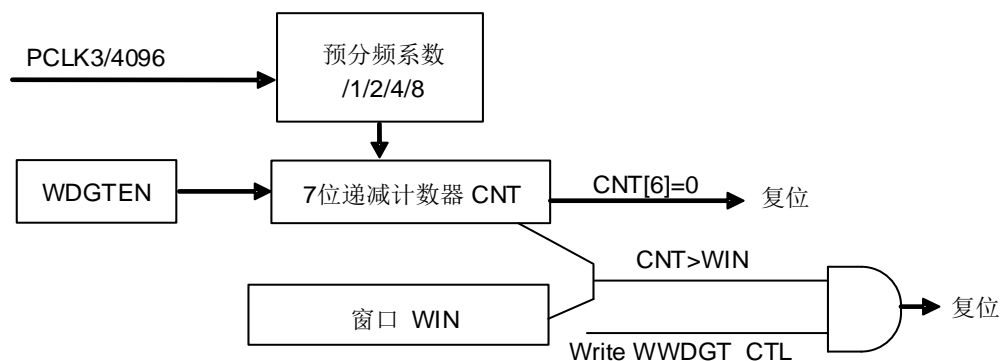 PCLK3/4096
预分频系数
/1/2/4/8
WDGTEN
7位递减计数器 CNT
CNT[6]=0
复位
CNT>WIN
窗口 WIN
复位
Write WWDGT_CTL